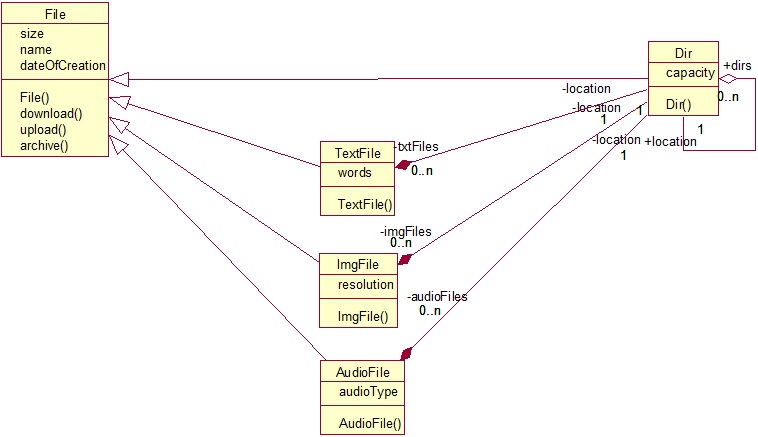 File
size
name
dateOfCreation
File()
download()
upload()
archive()
Dir
capacity
Dir()
+dirs
0..n
1
+location
-location
1
-location
1
-location
1
-txtFiles
0..n
TextFile
words
TextFile()
-imgFiles
0..n
ImgFile
resolution
ImgFile()
-audioFiles
0..n
AudioFile
audioType
AudioFile()